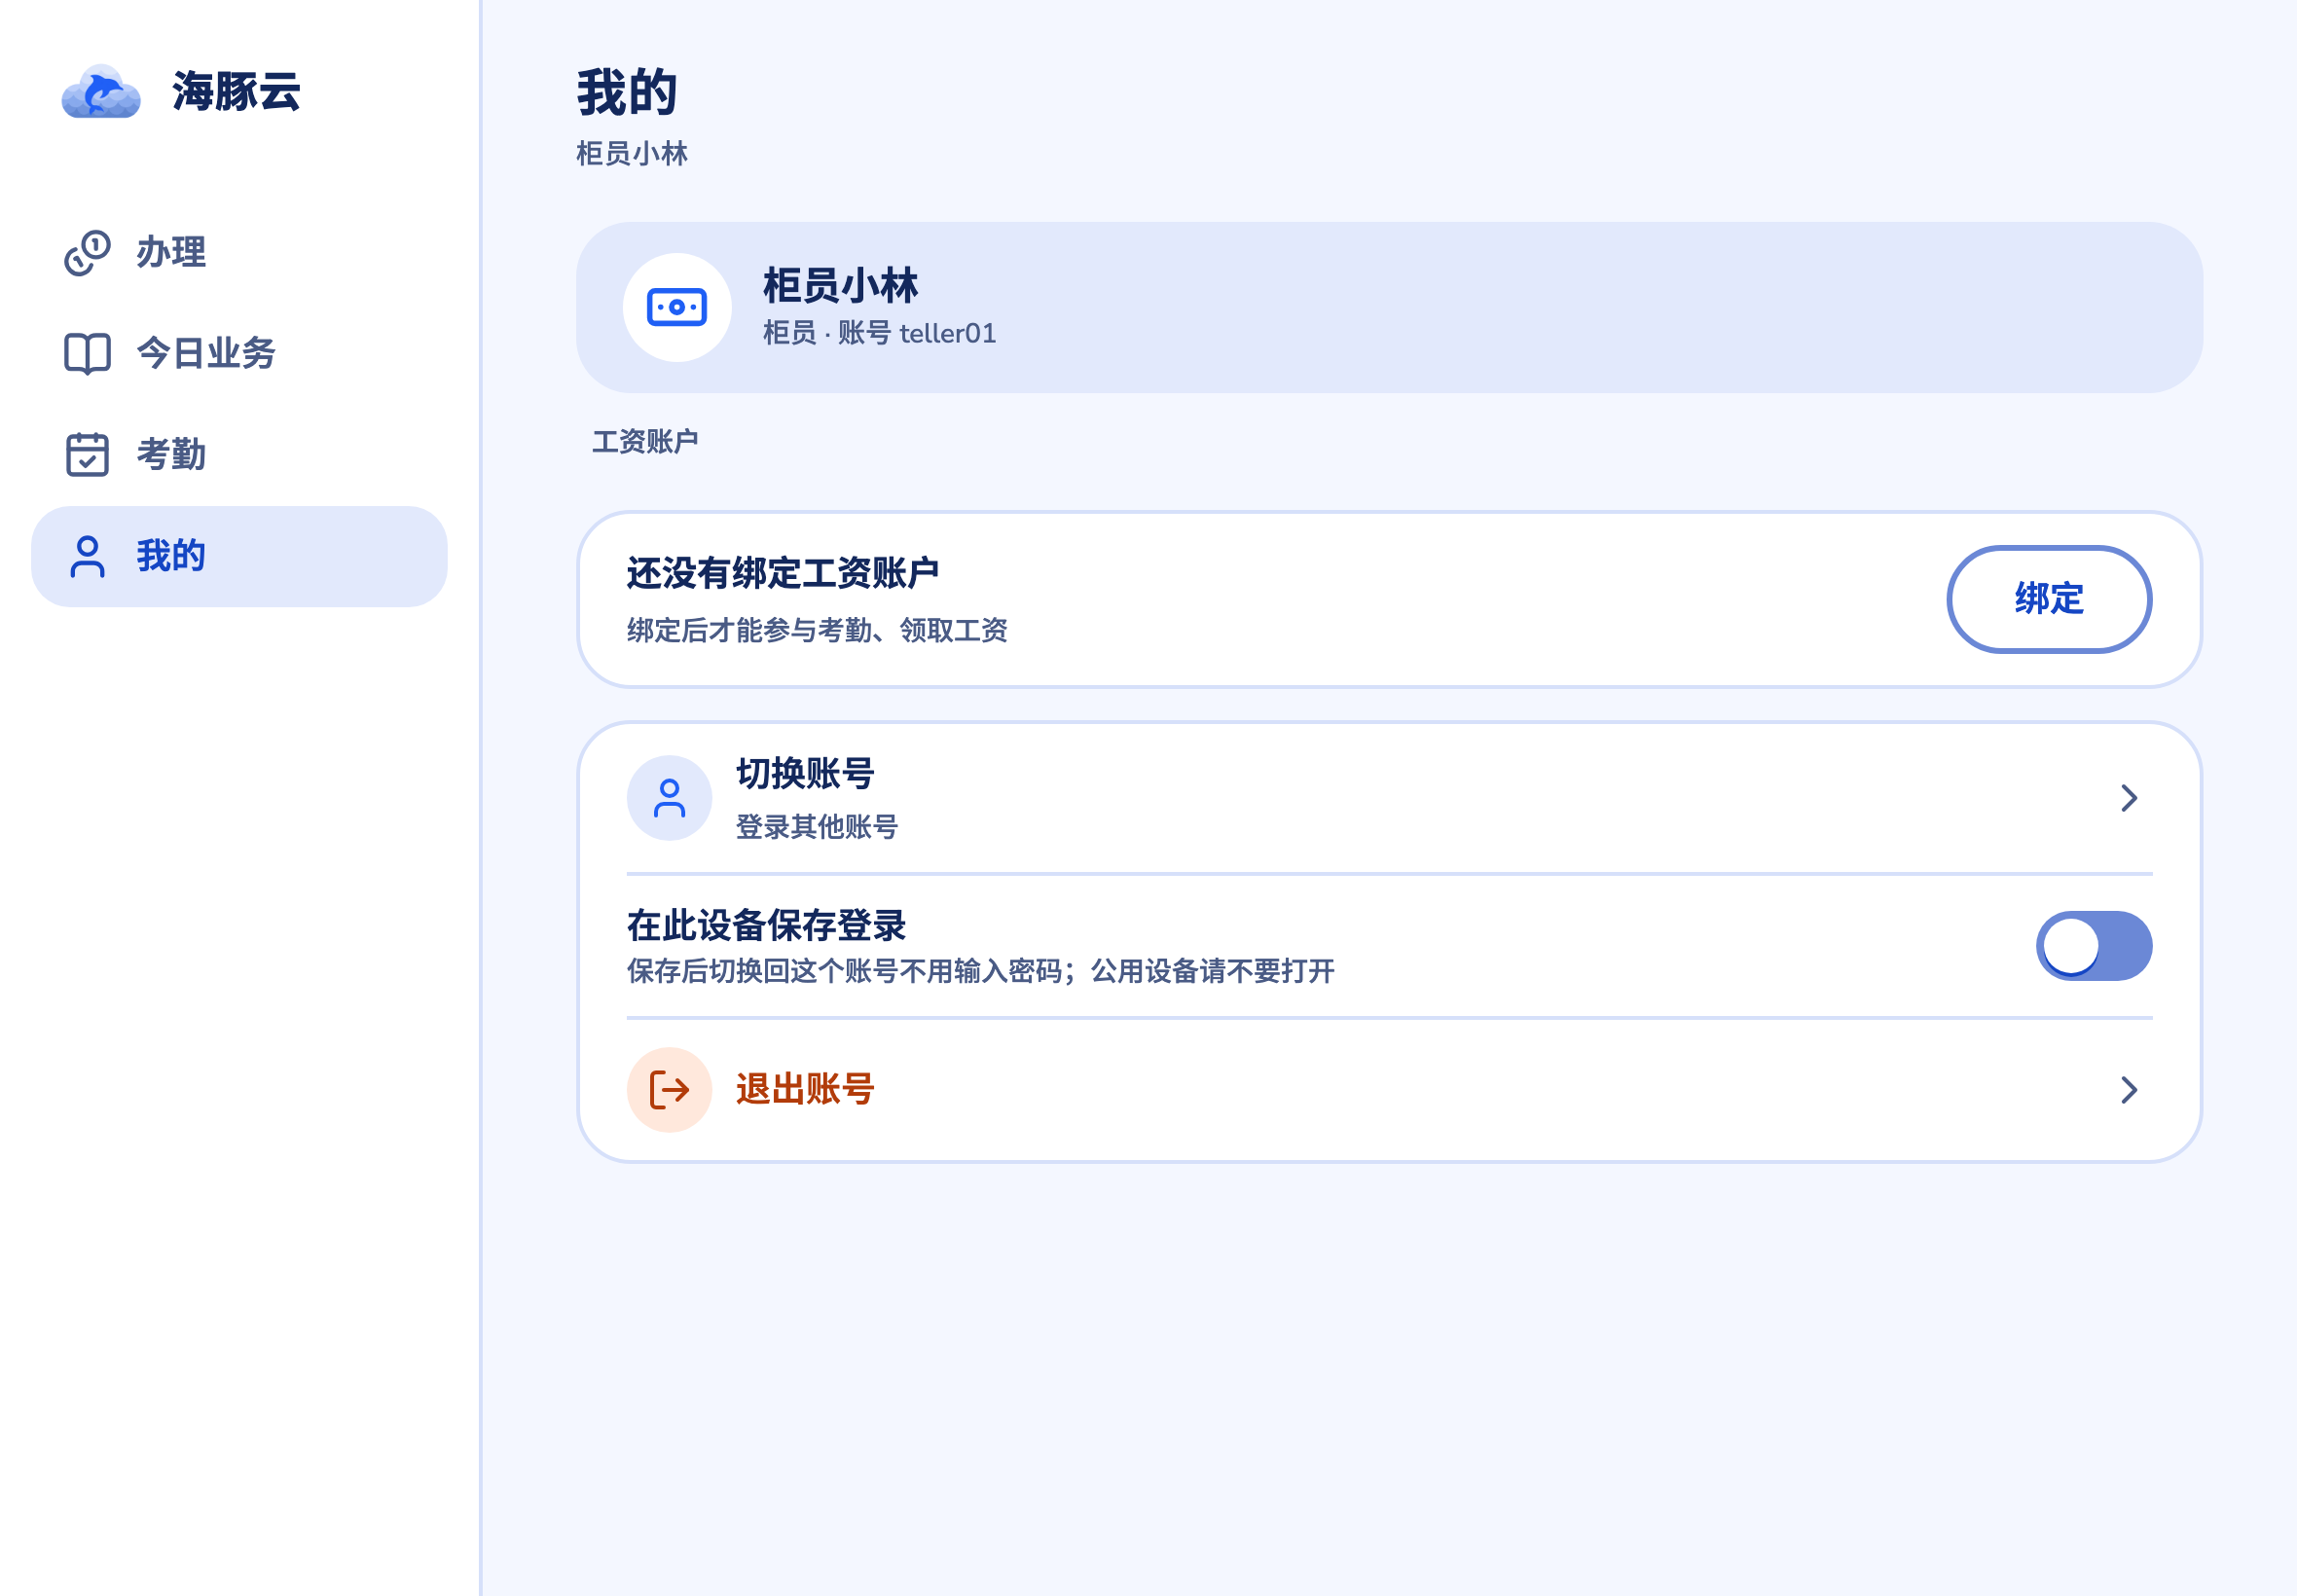 海豚云
办理
今日业务
考勤
我的
我的
柜员小林
柜员小林
柜员 · 账号 teller01
工资账户
还没有绑定工资账户
绑定后才能参与考勤、领取工资
绑定
切换账号
登录其他账号
在此设备保存登录
保存后切换回这个账号不用输入密码；公用设备请不要打开
退出账号